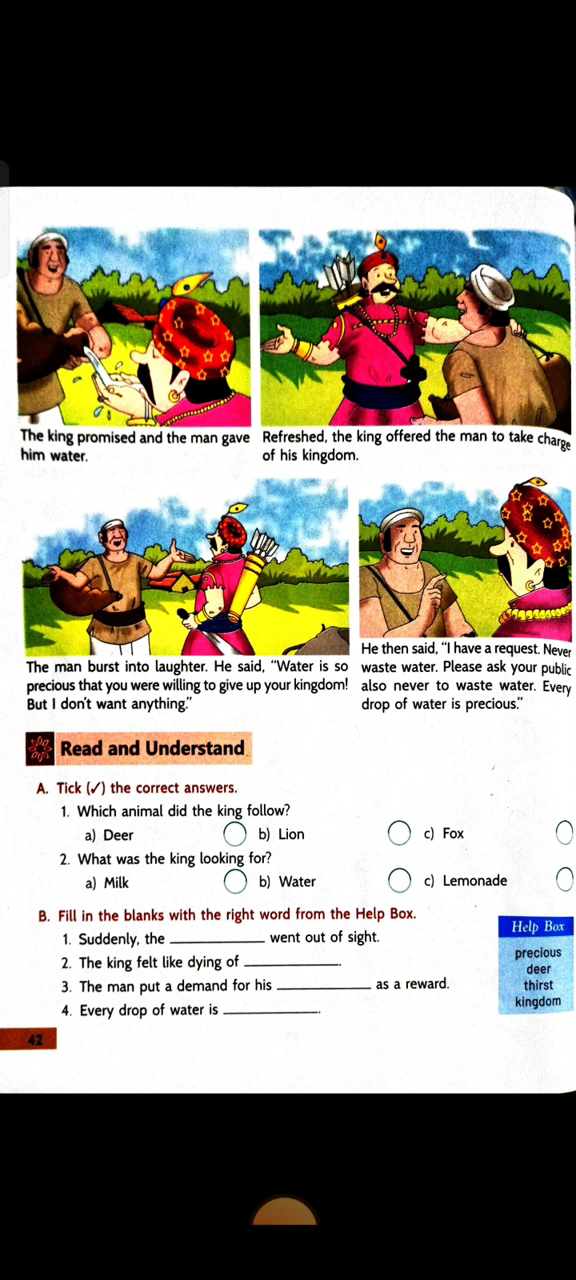 The king promised and the man gave
him water.
Refreshed, the king offered the man to take charge
of his kingdom.
The man burst into laughter. He said, "Water is so
precious that you were willing to give up your kingdom!
But I don't want anything."
He then said, "I have a request. Never
waste water. Please ask your public
also never to waste water. Every
drop of water is precious."
Read and Understand
A. Tick (✓) the correct answers.
1. Which animal did the king follow?
a) Deer b) Lion c) Fox
2. What was the king looking for?
a) Milk b) Water c) Lemonade
B. Fill in the blanks with the right word from the Help Box.
1. Suddenly, the ____________ went out of sight.
2. The king felt like dying of ____________.
3. The man put a demand for his ____________ as a reward.
4. Every drop of water is ____________.
Help Box
precious
deer
thirst
kingdom
42